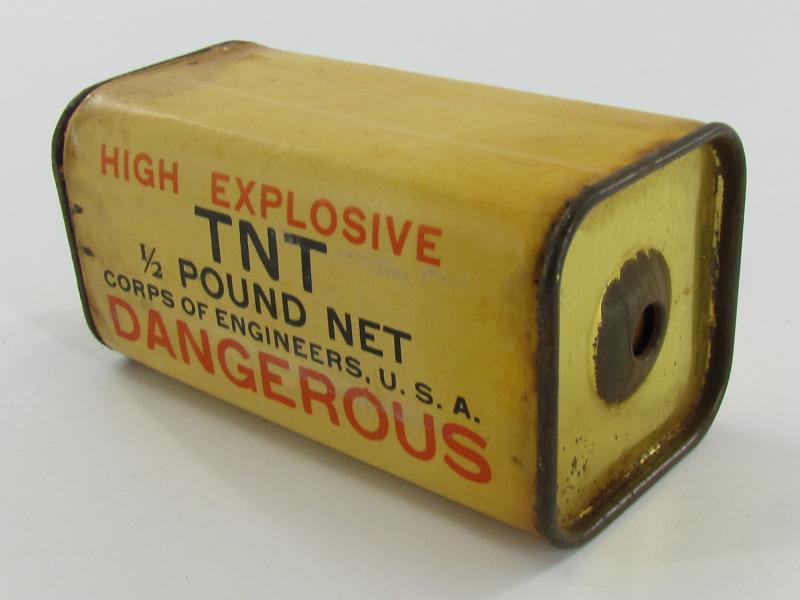 HIGH EXPLOSIVE
TNT
½ POUND NET
CORPS OF ENGINEERS, U. S. A.
DANGEROUS